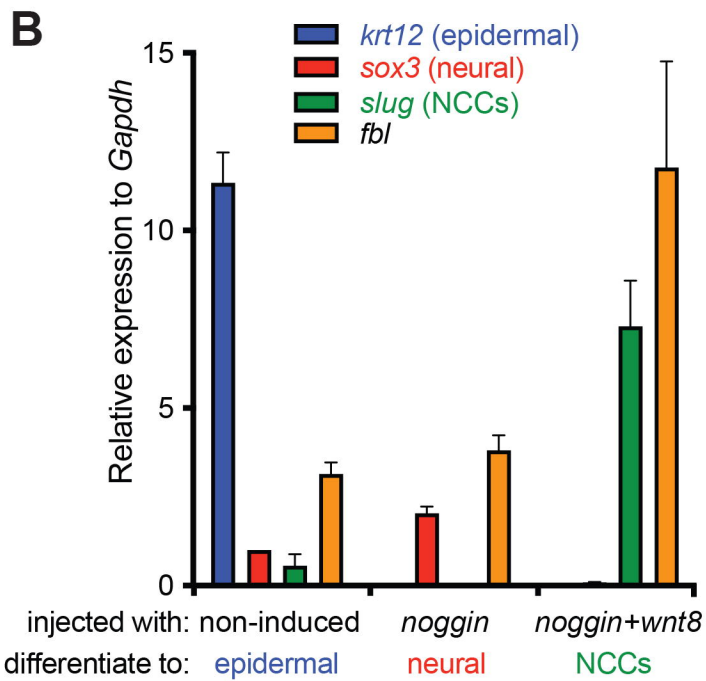 B
krt12 (epidermal)
sox3 (neural)
slug (NCCs)
fbl
Relative expression to Gapdh
15
10
5
0
injected with: non-induced noggin noggin+wnt8
differentiate to: epidermal neural NCCs